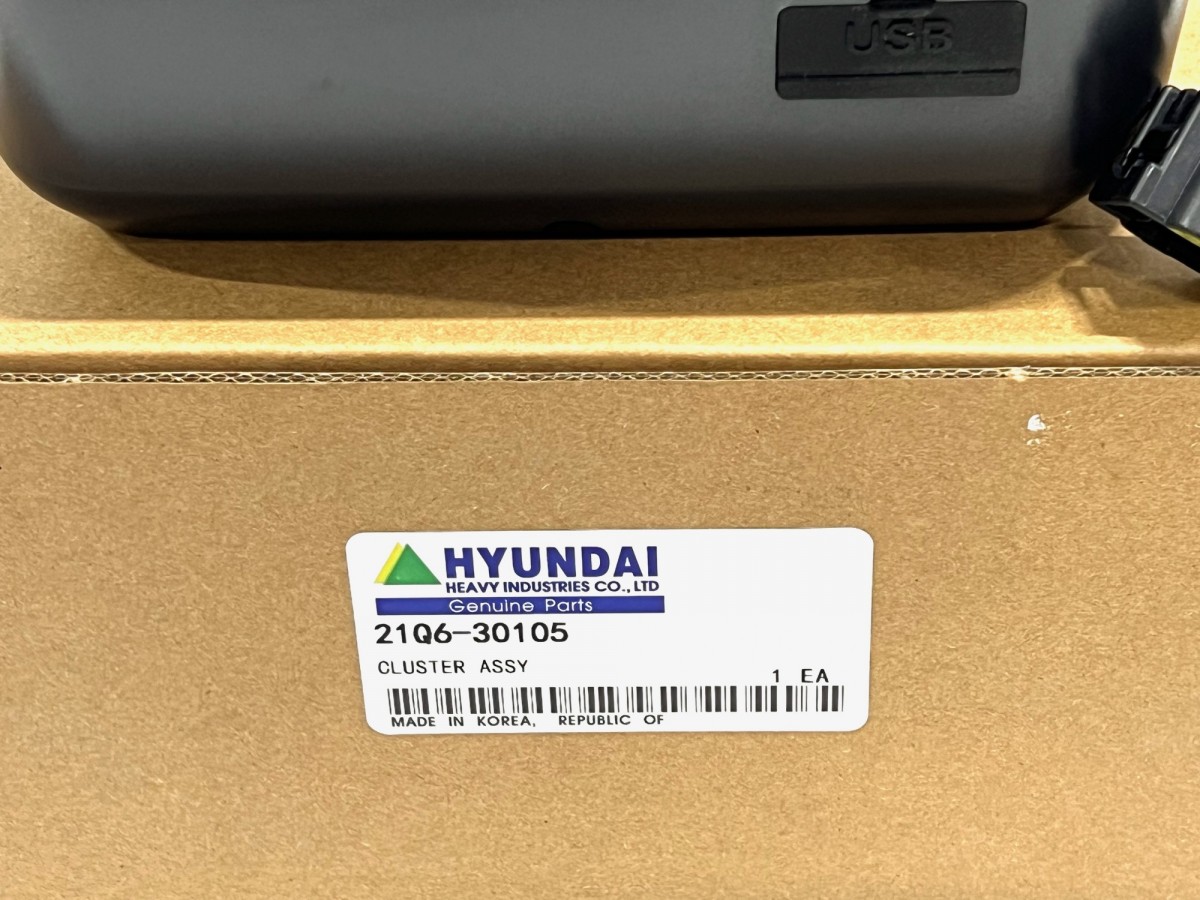 USB
HYUNDAI
HEAVY INDUSTRIES CO., LTD
Genuine Parts
21Q6-30105
CLUSTER ASSY
1 EA
MADE IN KOREA, REPUBLIC OF